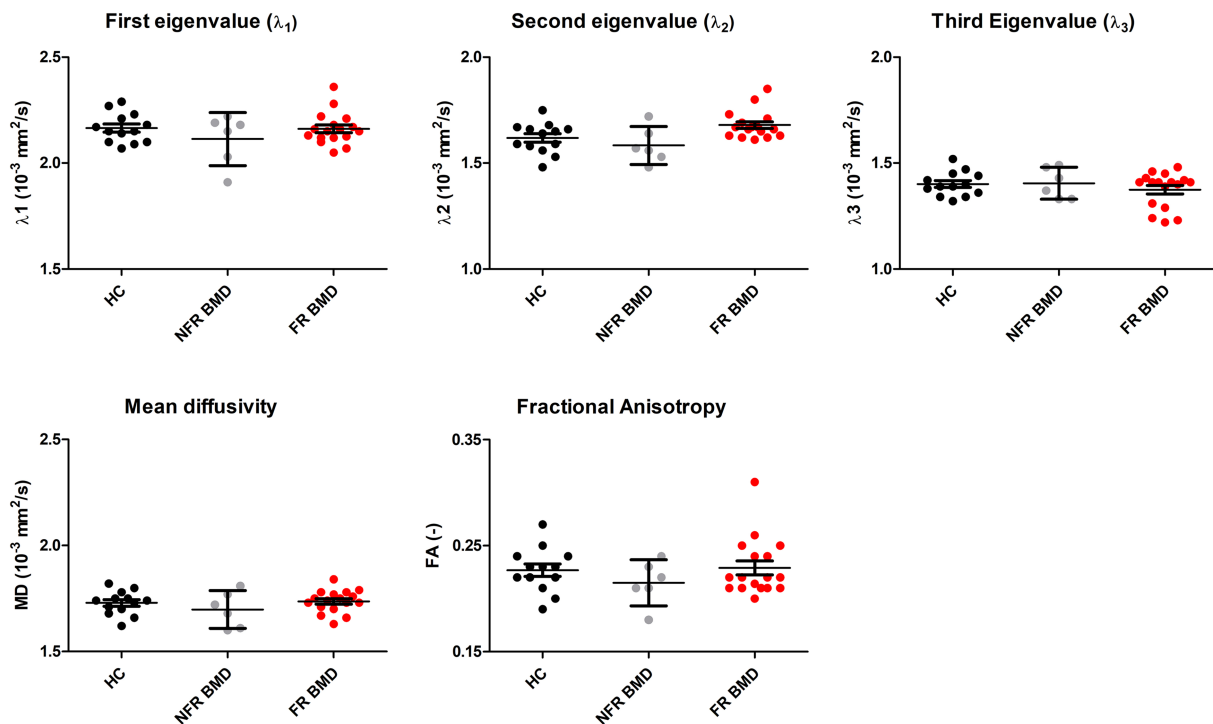 First eigenvalue (λ₁)
λ1 (10⁻³ mm²/s)
2.5
2.0
1.5
HC
NFR BMD
FR BMD
Second eigenvalue (λ₂)
λ2 (10⁻³ mm²/s)
2.0
1.5
1.0
HC
NFR BMD
FR BMD
Third Eigenvalue (λ₃)
λ3 (10⁻³ mm²/s)
2.0
1.5
1.0
HC
NFR BMD
FR BMD
Mean diffusivity
MD (10⁻³ mm²/s)
2.5
2.0
1.5
HC
NFR BMD
FR BMD
Fractional Anisotropy
FA (-)
0.35
0.25
0.15
HC
NFR BMD
FR BMD